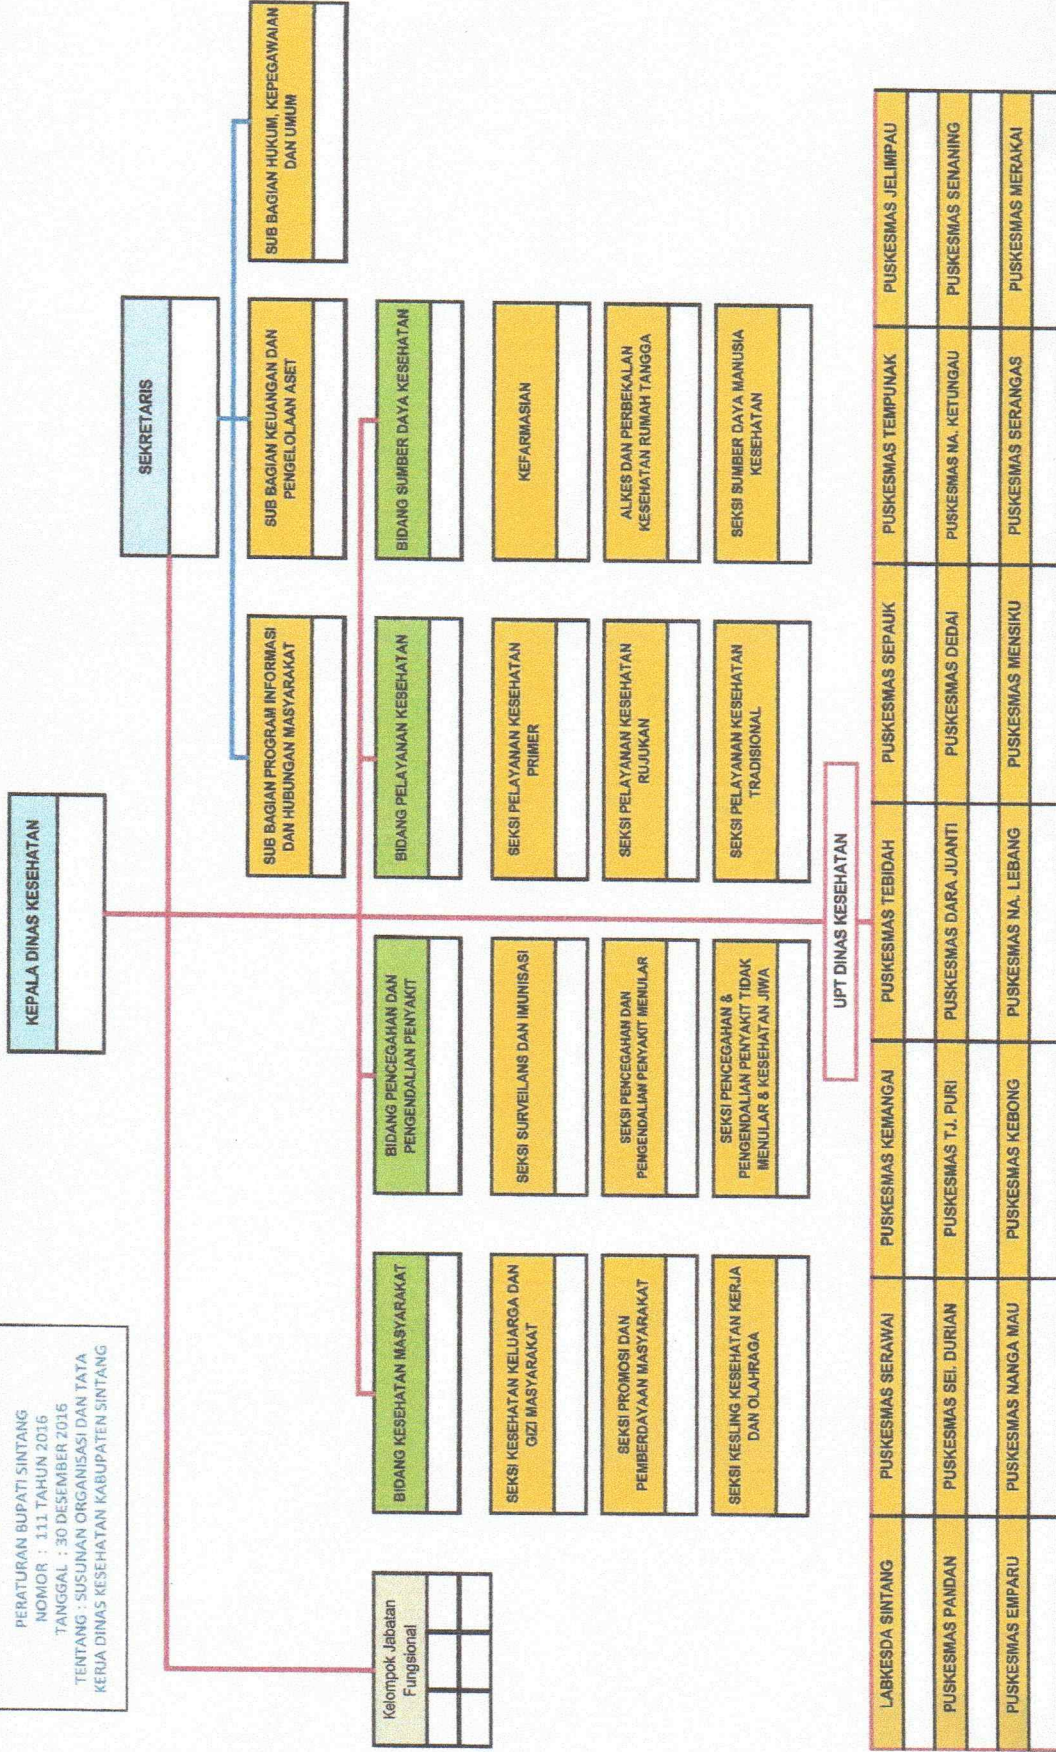 PERATURAN BUPATI SINTANG
NOMOR : 111 TAHUN 2016
TANGGAL : 30 DESEMBER 2016
TENTANG : SUSUNAN ORGANISASI DAN TATA
KERJA DINAS KESEHATAN KABUPATEN SINTANG
KEPALA DINAS KESEHATAN
SEKRETARIS
SUB BAGIAN PROGRAM INFORMASI
DAN HUBUNGAN MASYARAKAT
SUB BAGIAN KEUANGAN DAN
PENGELOLAAN ASET
SUB BAGIAN HUKUM, KEPEGAWAIAN
DAN UMUM
Kelompok Jabatan
Fungsional
BIDANG KESEHATAN MASYARAKAT
SEKSI KESEHATAN KELUARGA DAN
GIZI MASYARAKAT
SEKSI PROMOSI DAN
PEMBERDAYAAN MASYARAKAT
SEKSI KESLING KESEHATAN KERJA
DAN OLAHRAGA
BIDANG PENCEGAHAN DAN
PENGENDALIAN PENYAKIT
SEKSI SURVEILANS DAN IMUNISASI
SEKSI PENCEGAHAN DAN
PENGENDALIAN PENYAKIT MENULAR
SEKSI PENCEGAHAN &
PENGENDALIAN PENYAKIT TIDAK
MENULAR & KESEHATAN JIWA
BIDANG PELAYANAN KESEHATAN
SEKSI PELAYANAN KESEHATAN
PRIMER
SEKSI PELAYANAN KESEHATAN
RUJUKAN
SEKSI PELAYANAN KESEHATAN
TRADISIONAL
BIDANG SUMBER DAYA KESEHATAN
KEFARMASIAN
ALKES DAN PERBEKALAN
KESEHATAN RUMAH TANGGA
SEKSI SUMBER DAYA MANUSIA
KESEHATAN
UPT DINAS KESEHATAN
LABKESDA SINTANG
PUSKESMAS SERAWAI
PUSKESMAS KEMANGAI
PUSKESMAS TEBIDAH
PUSKESMAS SEPAUK
PUSKESMAS TEMPUNAK
PUSKESMAS JELIMPAU
PUSKESMAS PANDAN
PUSKESMAS SEI. DURIAN
PUSKESMAS TJ. PURI
PUSKESMAS DARA JUANTI
PUSKESMAS DEDAI
PUSKESMAS NA. KETUNGAU
PUSKESMAS SENANING
PUSKESMAS EMPARU
PUSKESMAS NANGA MAU
PUSKESMAS KEBONG
PUSKESMAS NA. LEBANG
PUSKESMAS MENSIKU
PUSKESMAS SERANGAS
PUSKESMAS MERAKAI